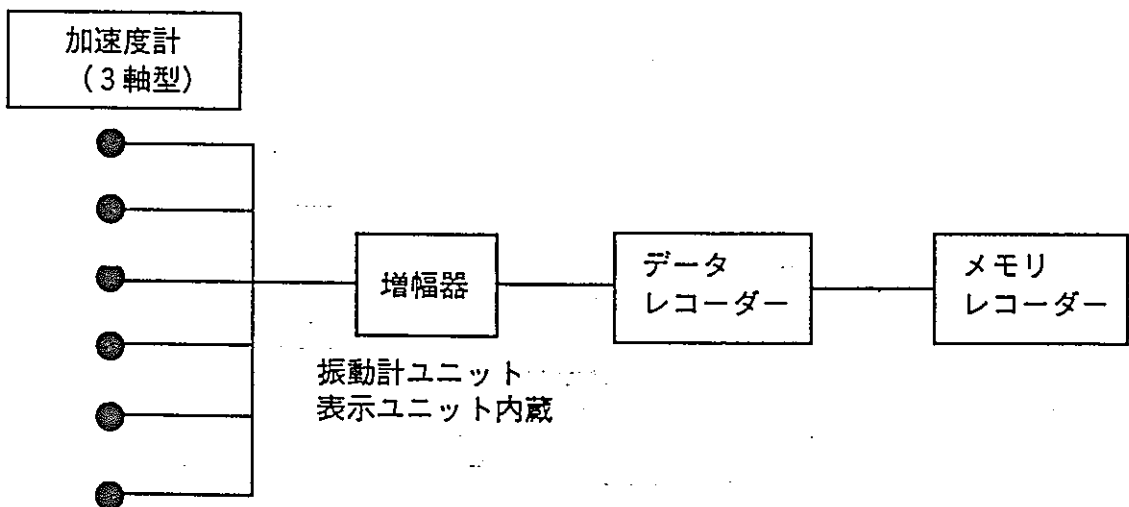 加速度計
(3軸型)
増幅器
データ
レコーダー
メモリ
レコーダー
振動計ユニット
表示ユニット内蔵